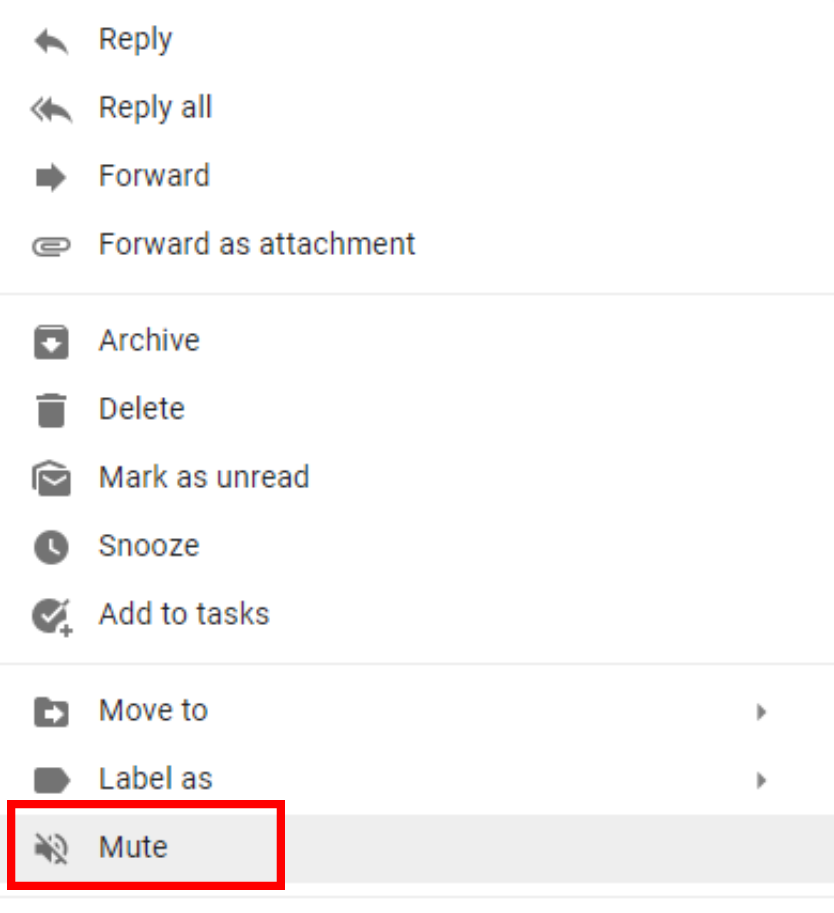 Reply
Reply all
Forward
Forward as attachment
Archive
Delete
Mark as unread
Snooze
Add to tasks
Move to
Label as
Mute